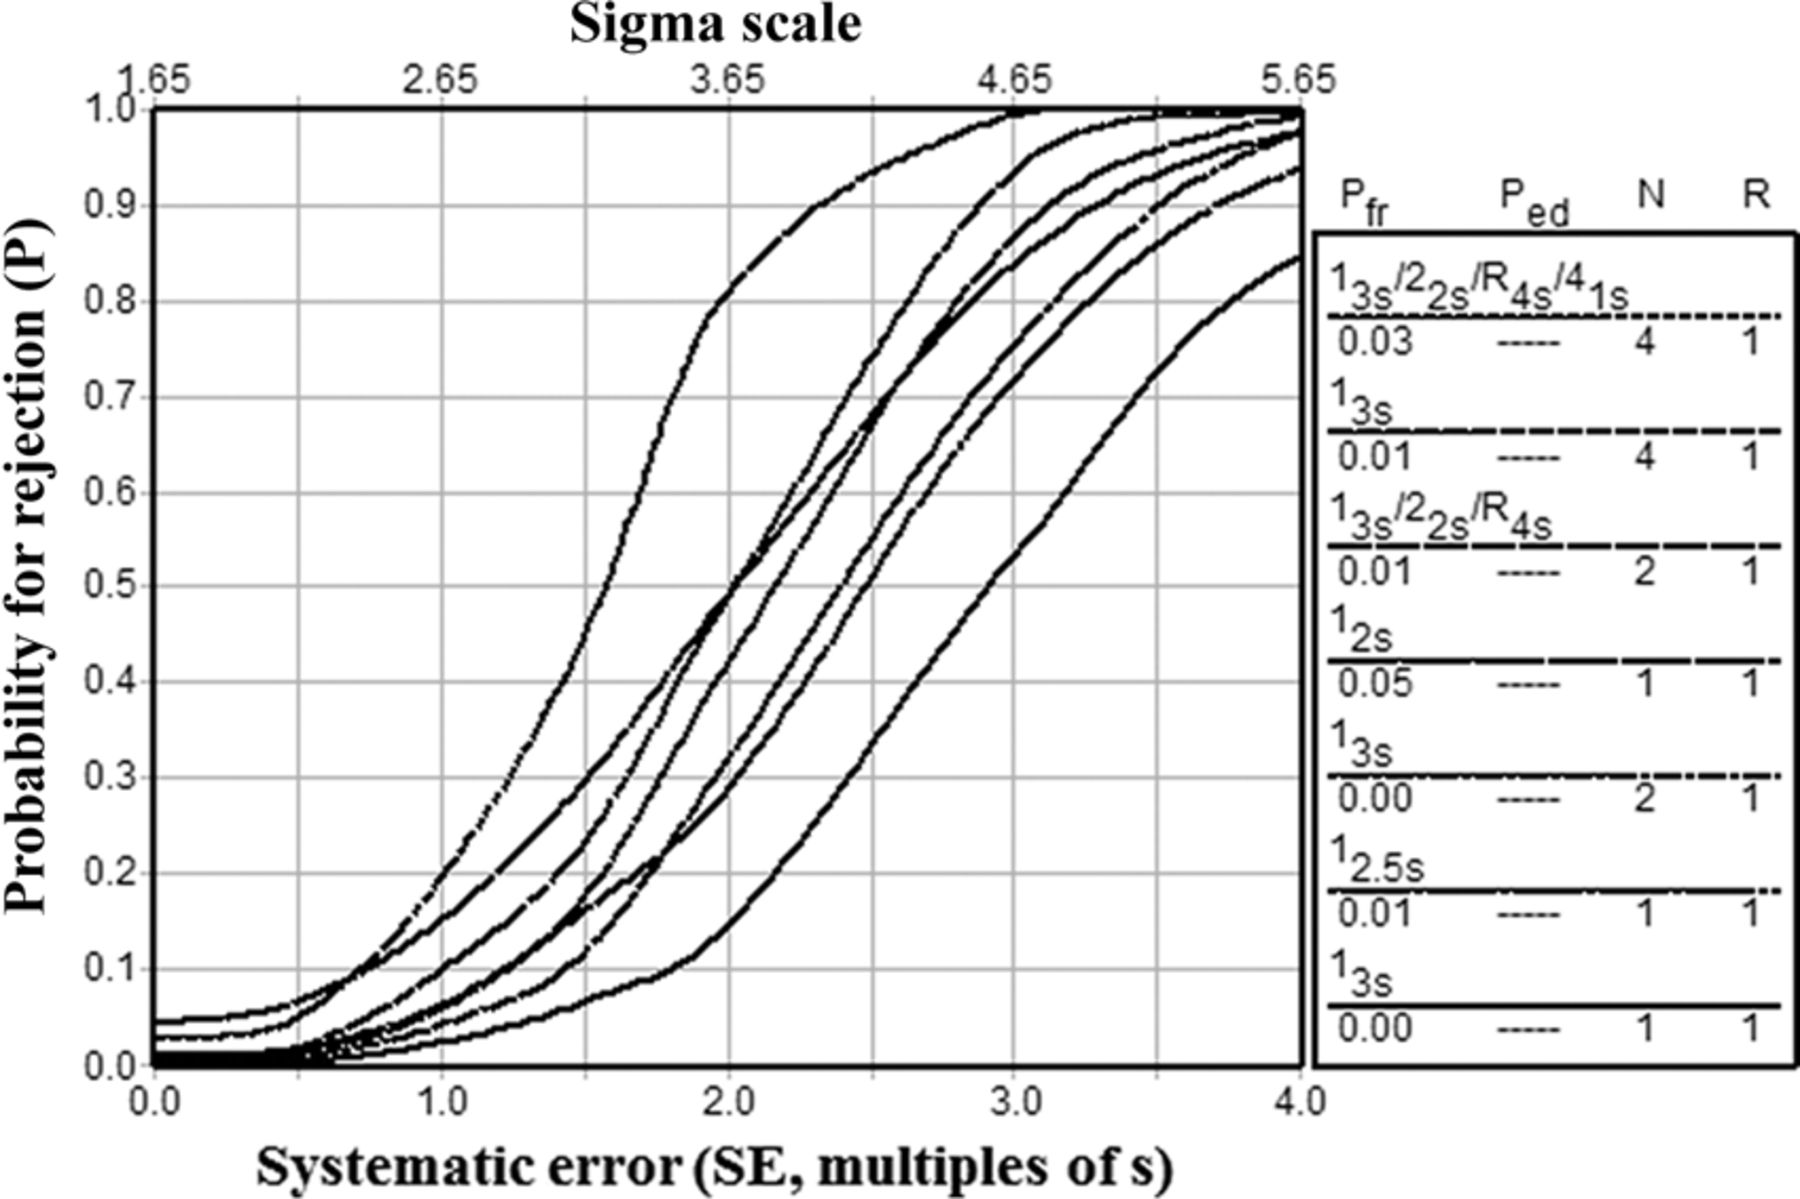 Sigma scale
1.65 2.65 3.65 4.65 5.65
1.0
0.9
0.8
0.7
0.6
0.5
0.4
0.3
0.2
0.1
0.0
Probability for rejection (P)
0.0 1.0 2.0 3.0 4.0
Systematic error (SE, multiples of s)
Pfr Ped N R
13s/22s/R4s/41s
0.03 ----- 4 1
13s
0.01 ----- 4 1
13s/22s/R4s
0.01 ----- 2 1
12s
0.05 ----- 1 1
13s
0.00 ----- 2 1
12.5s
0.01 ----- 1 1
13s
0.00 ----- 1 1